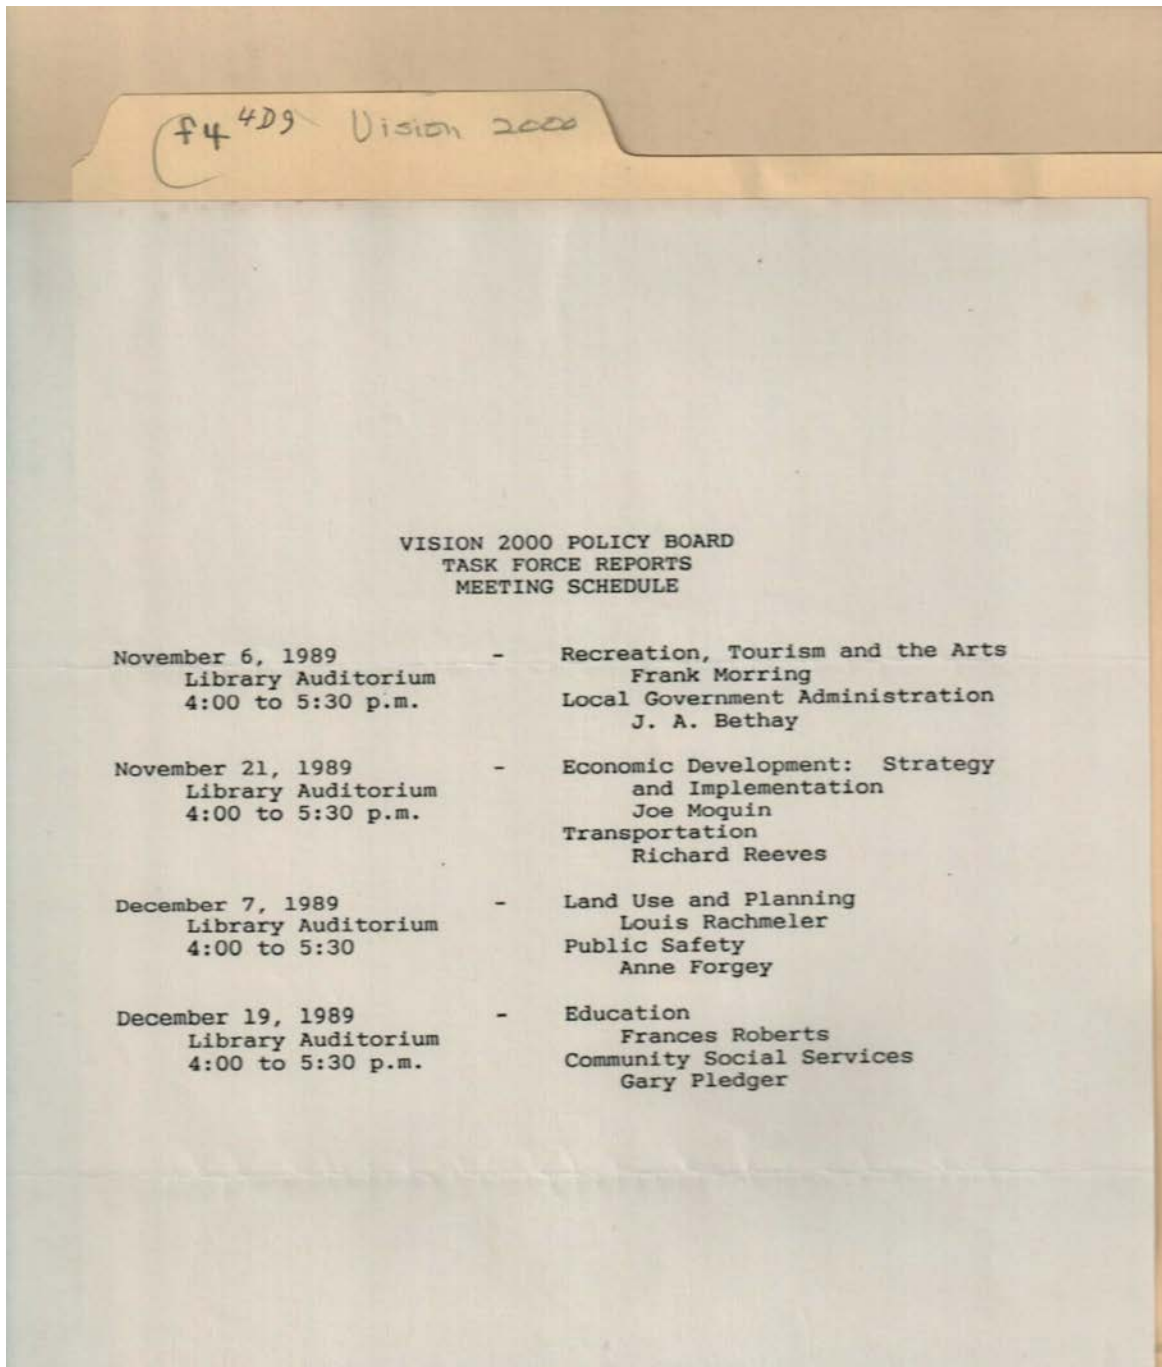 f4 4D9 Vision 2000
VISION 2000 POLICY BOARD
TASK FORCE REPORTS
MEETING SCHEDULE
November 6, 1989 - Recreation, Tourism and the Arts
Library Auditorium Frank Morring
4:00 to 5:30 p.m. Local Government Administration
J. A. Bethay
November 21, 1989 - Economic Development: Strategy
Library Auditorium and Implementation
4:00 to 5:30 p.m. Joe Moquin
Transportation
Richard Reeves
December 7, 1989 - Land Use and Planning
Library Auditorium Louis Rachmeler
4:00 to 5:30 Public Safety
Anne Forgey
December 19, 1989 - Education
Library Auditorium Frances Roberts
4:00 to 5:30 p.m. Community Social Services
Gary Pledger